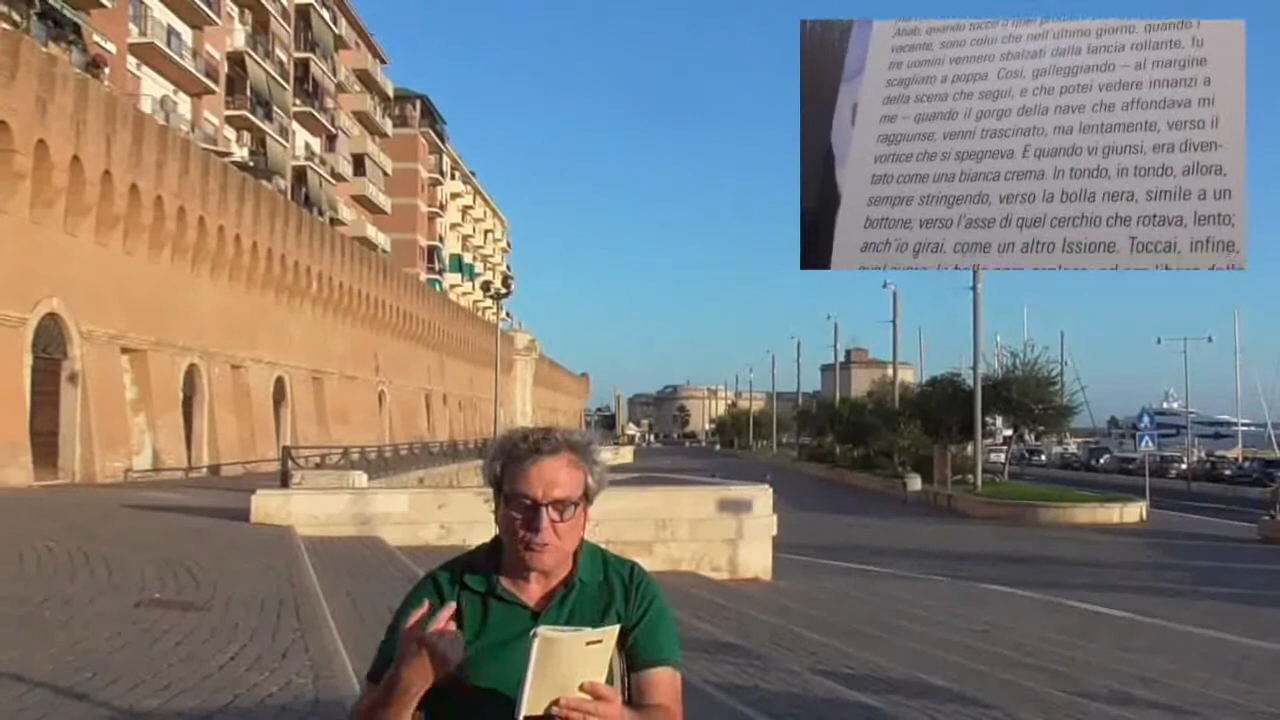 Ahab, quando toccò a quel
vacante, sono colui che nell'ultimo giorno, quando i
tre uomini vennero sbalzati dalla lancia rollante, fu
scagliato a poppa. Così, galleggiando – al margine
della scena che seguì, e che potei vedere innanzi a
me – quando il gorgo della nave che affondava mi
raggiunse, venni trascinato, ma lentamente, verso il
vortice che si spegneva. E quando vi giunsi, era diven-
tato come una bianca crema. In tondo, in tondo, allora,
sempre stringendo, verso la bolla nera, simile a un
bottone, verso l'asse di quel cerchio che rotava, lento;
anch'io girai, come un altro Issione. Toccai, infine,